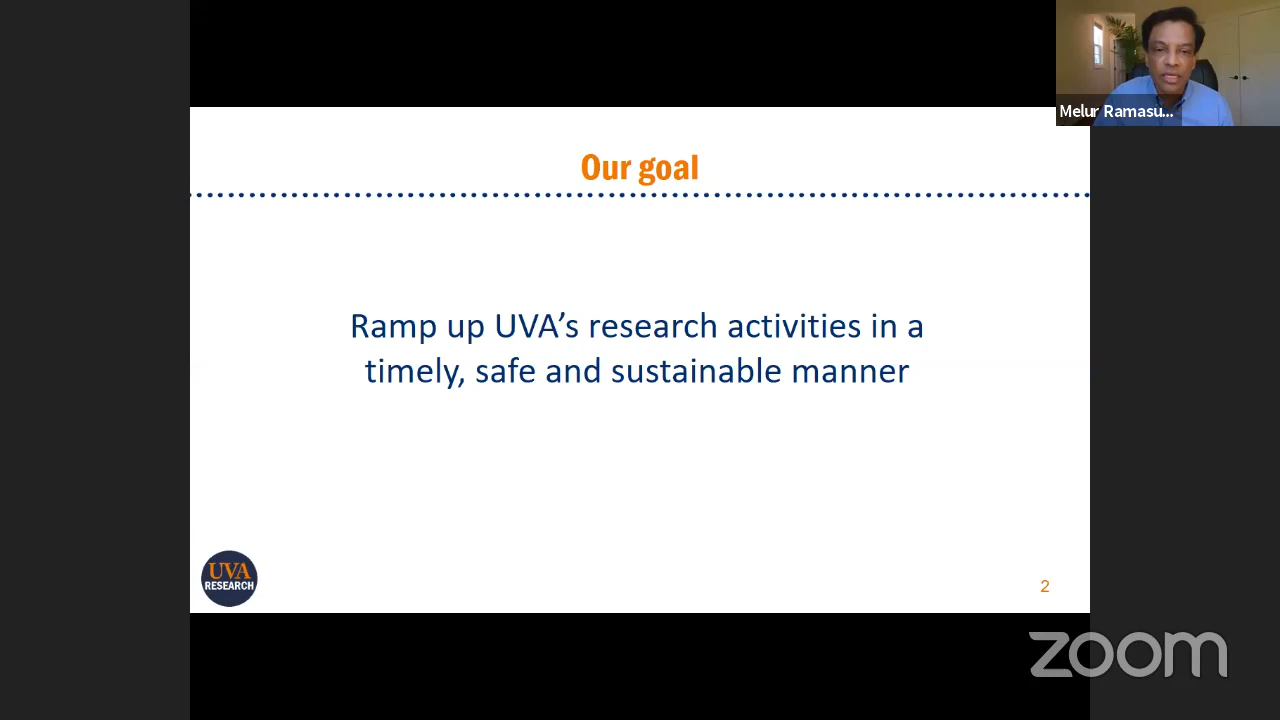 Melur Ramasu...
Our goal
Ramp up UVA’s research activities in a
timely, safe and sustainable manner
UVA
RESEARCH
2
zoom